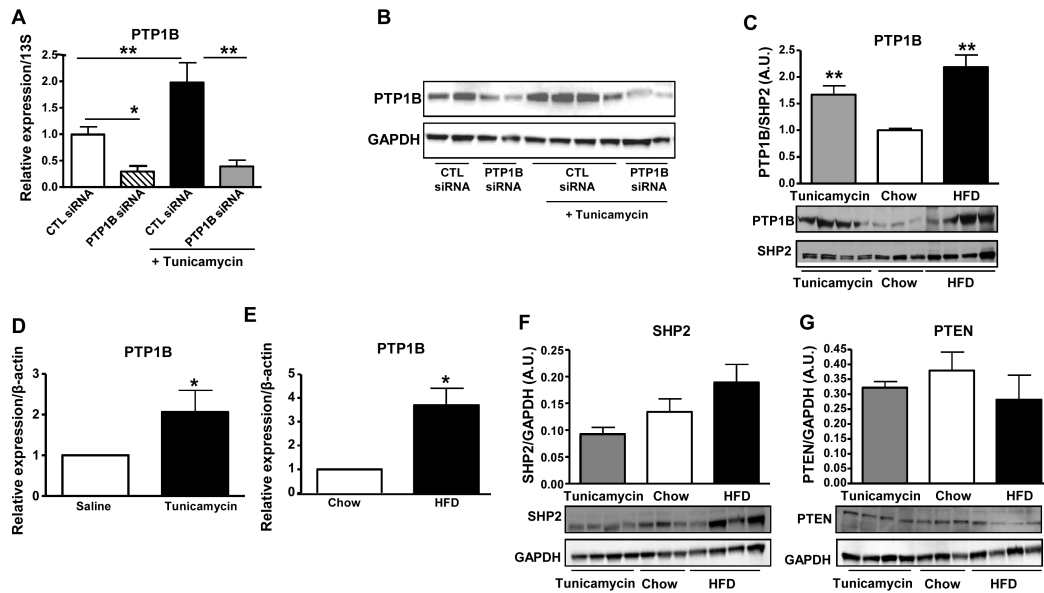 A
PTP1B
Relative expression/13S
2.5
2.0
1.5
1.0
0.5
0.0
**
**
*
CTL siRNA
PTP1B siRNA
CTL siRNA
PTP1B siRNA
+ Tunicamycin
B
PTP1B
GAPDH
CTL
siRNA
PTP1B
siRNA
CTL
siRNA
PTP1B
siRNA
+ Tunicamycin
C
PTP1B
PTP1B/SHP2 (A.U.)
2.5
2.0
1.5
1.0
0.5
0.0
**
**
Tunicamycin Chow HFD
PTP1B
SHP2
Tunicamycin Chow HFD
D
PTP1B
Relative expression/β-actin
3
2
1
0
*
Saline Tunicamycin
E
PTP1B
Relative expression/β-actin
5
4
3
2
1
0
*
Chow HFD
F
SHP2
SHP2/GAPDH (A.U.)
0.25
0.20
0.15
0.10
0.05
0.00
Tunicamycin Chow HFD
SHP2
GAPDH
Tunicamycin Chow HFD
G
PTEN
PTEN/GAPDH (A.U.)
0.45
0.40
0.35
0.30
0.25
0.20
0.15
0.10
0.05
0.00
Tunicamycin Chow HFD
PTEN
GAPDH
Tunicamycin Chow HFD